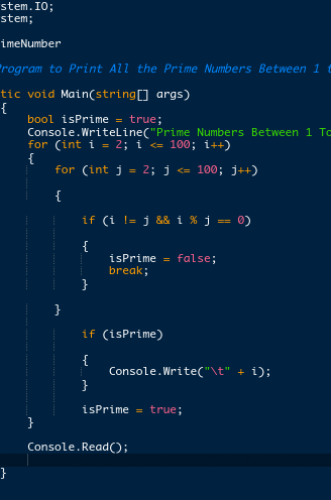 stem.IO;
stem;
imeNumber
Program to Print All the Prime Numbers Between 1 t
tic void Main(string[] args)
{
bool isPrime = true;
Console.WriteLine("Prime Numbers Between 1 To
for (int i = 2; i <= 100; i++)
{
for (int j = 2; j <= 100; j++)
{
if (i != j && i % j == 0)
{
isPrime = false;
break;
}
}
if (isPrime)
{
Console.Write("\t" + i);
}
isPrime = true;
}
Console.Read();
}